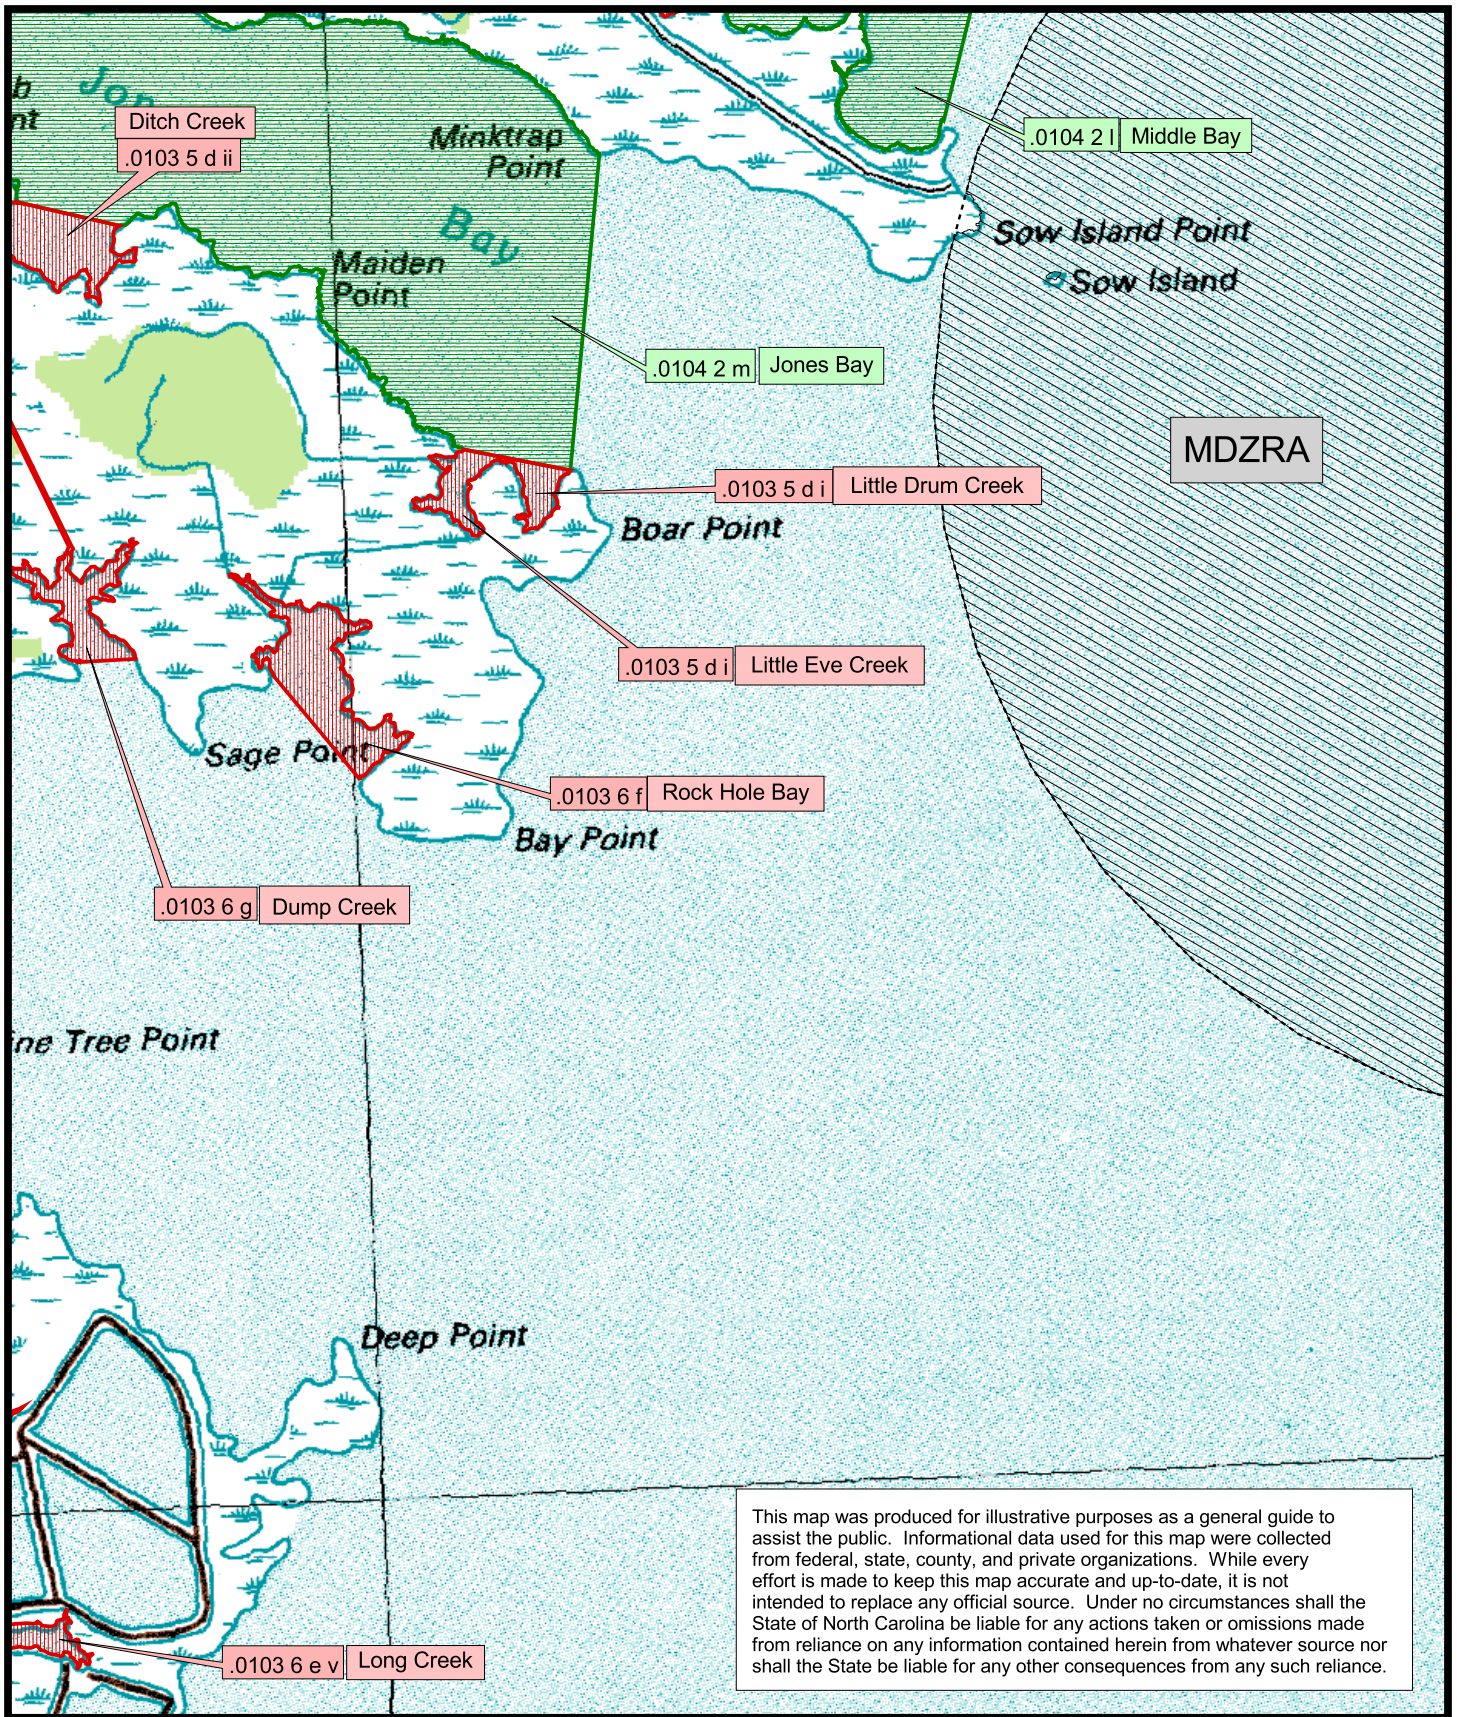 b
nt
Jon
Ditch Creek
.0103 5 d ii
Minktrap
Point
.0104 2 l Middle Bay
Bay
Sow Island Point
Sow Island
Maiden
Point
.0104 2 m Jones Bay
MDZRA
.0103 5 d i Little Drum Creek
Boar Point
.0103 5 d i Little Eve Creek
Sage Point
.0103 6 f Rock Hole Bay
Bay Point
.0103 6 g Dump Creek
ine Tree Point
Deep Point
This map was produced for illustrative purposes as a general guide to
assist the public. Informational data used for this map were collected
from federal, state, county, and private organizations. While every
effort is made to keep this map accurate and up-to-date, it is not
intended to replace any official source. Under no circumstances shall the
State of North Carolina be liable for any actions taken or omissions made
from reliance on any information contained herein from whatever source nor
shall the State be liable for any other consequences from any such reliance.
.0103 6 e v Long Creek